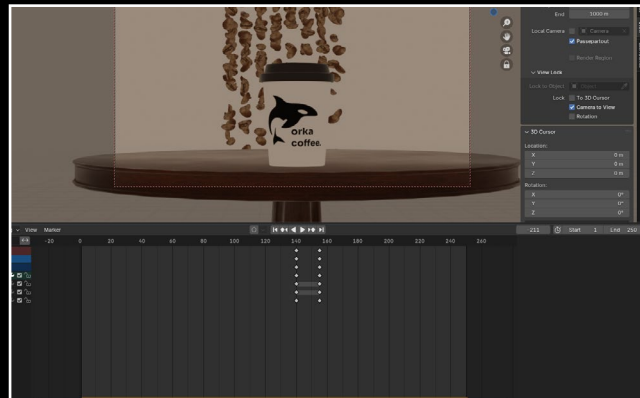 End 1000 m
Local Camera Camera
Passepartout
Render Region
View Lock
Lock to Object Object
Lock To 3D Cursor
Camera to View
Rotation
3D Cursor
Location:
X 0 m
Y 0 m
Z 0 m
Rotation:
X 0°
Y 0°
Z 0°
orka
coffee.
View Marker
211 Start 1 End 250
-20 0 20 40 60 80 100 120 140 160 180 200 220 240 260